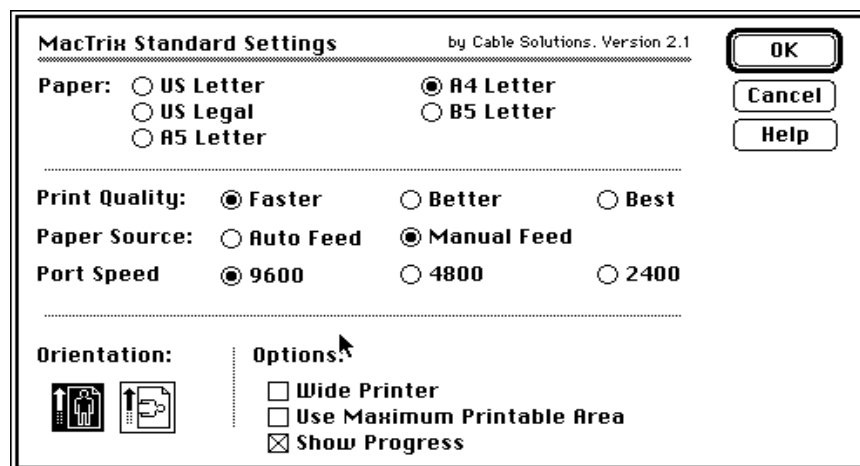 MacTrix Standard Settings by Cable Solutions. Version 2.1
OK
Paper: US Letter A4 Letter
Cancel
US Legal B5 Letter
Help
A5 Letter
Print Quality: Faster Better Best
Paper Source: Auto Feed Manual Feed
Port Speed 9600 4800 2400
Orientation: Options:
Wide Printer
Use Maximum Printable Area
Show Progress